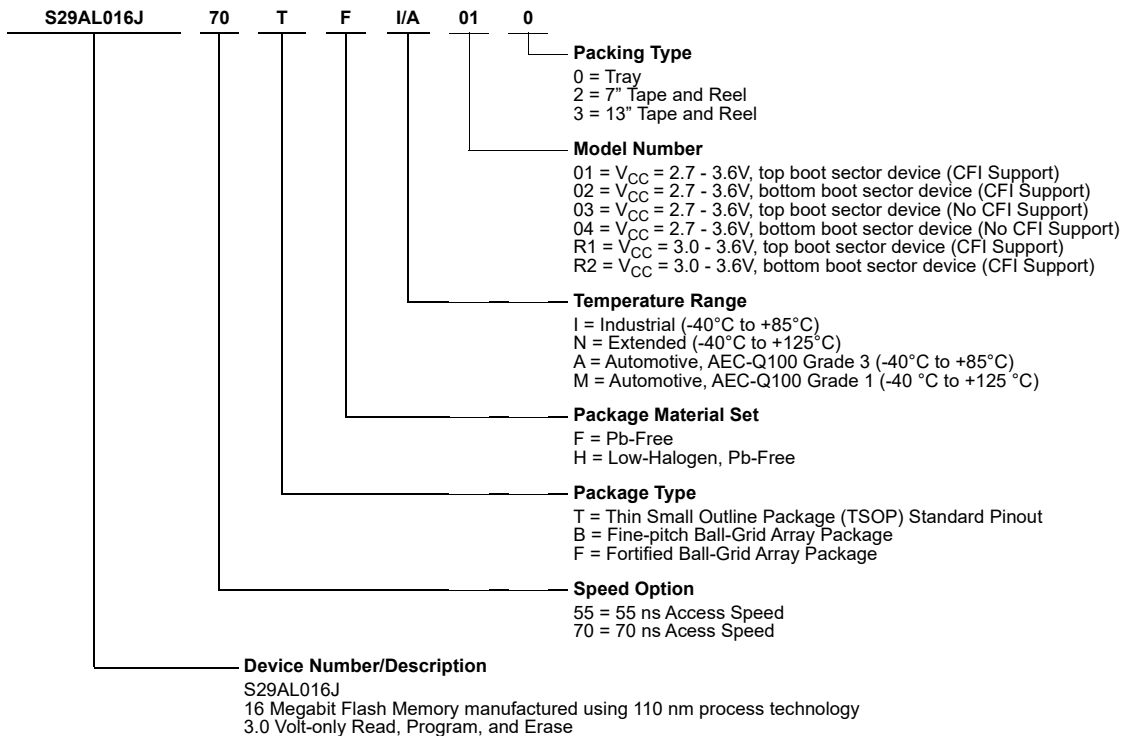 S29AL016J 70 T F I/A 01 0
Packing Type
0 = Tray
2 = 7” Tape and Reel
3 = 13” Tape and Reel
Model Number
01 = VCC = 2.7 - 3.6V, top boot sector device (CFI Support)
02 = VCC = 2.7 - 3.6V, bottom boot sector device (CFI Support)
03 = VCC = 2.7 - 3.6V, top boot sector device (No CFI Support)
04 = VCC = 2.7 - 3.6V, bottom boot sector device (No CFI Support)
R1 = VCC = 3.0 - 3.6V, top boot sector device (CFI Support)
R2 = VCC = 3.0 - 3.6V, bottom boot sector device (CFI Support)
Temperature Range
I = Industrial (-40°C to +85°C)
N = Extended (-40°C to +125°C)
A = Automotive, AEC-Q100 Grade 3 (-40°C to +85°C)
M = Automotive, AEC-Q100 Grade 1 (-40 °C to +125 °C)
Package Material Set
F = Pb-Free
H = Low-Halogen, Pb-Free
Package Type
T = Thin Small Outline Package (TSOP) Standard Pinout
B = Fine-pitch Ball-Grid Array Package
F = Fortified Ball-Grid Array Package
Speed Option
55 = 55 ns Access Speed
70 = 70 ns Acess Speed
Device Number/Description
S29AL016J
16 Megabit Flash Memory manufactured using 110 nm process technology
3.0 Volt-only Read, Program, and Erase